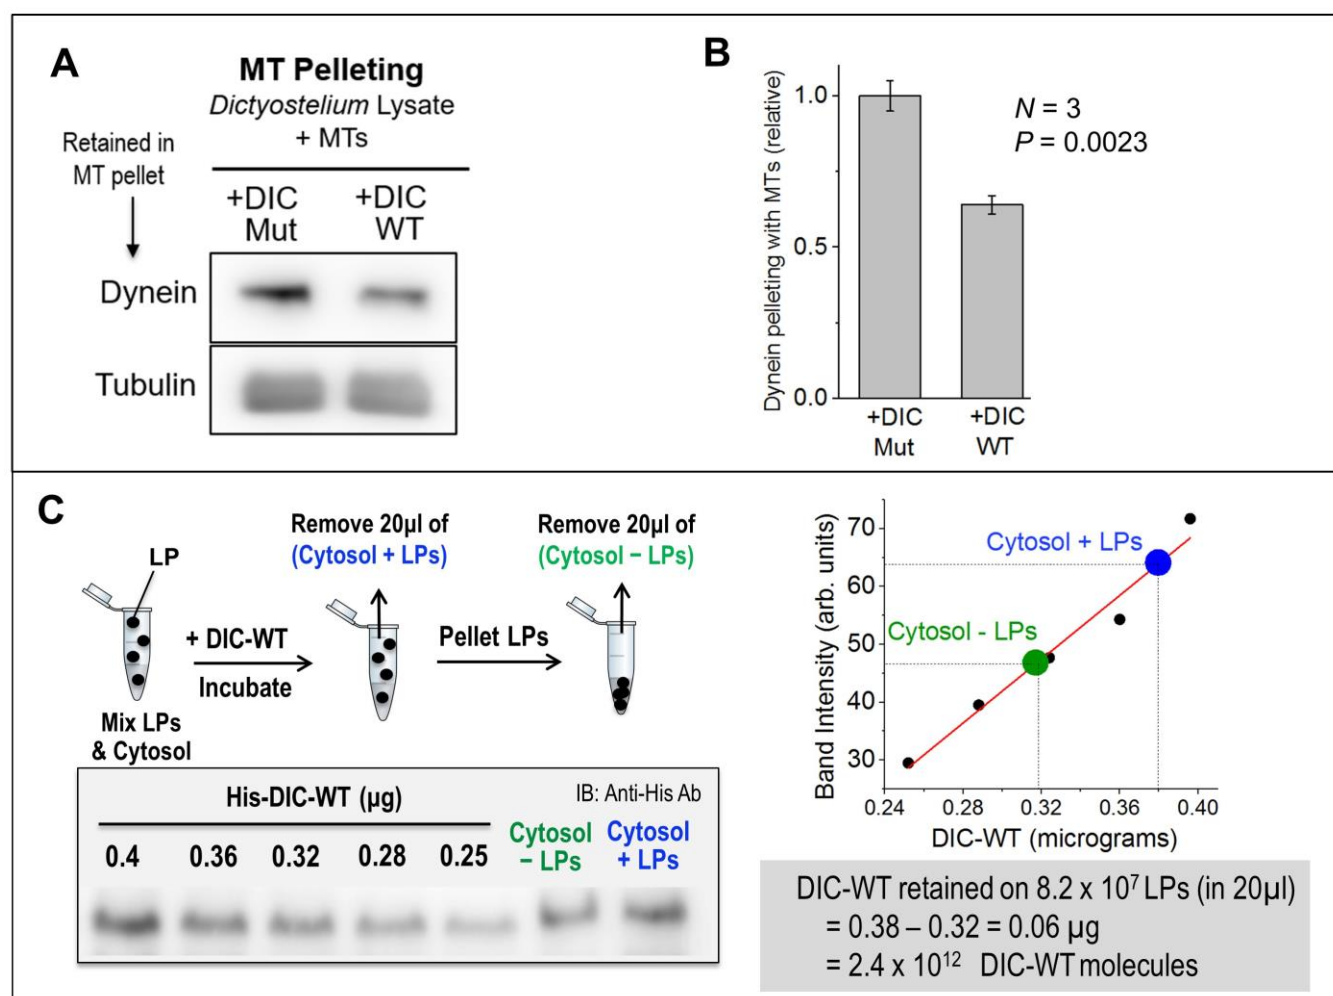 A
MT Pelleting
Dictyostelium Lysate
+ MTs
Retained in
MT pellet
+DIC
Mut
+DIC
WT
Dynein
Tubulin
B
Dynein pelleting with MTs (relative)
1.0
0.5
0.0
N = 3
P = 0.0023
+DIC
Mut
+DIC
WT
C
LP
Mix LPs
& Cytosol
+ DIC-WT
Incubate
Remove 20µl of
(Cytosol + LPs)
Pellet LPs
Remove 20µl of
(Cytosol – LPs)
His-DIC-WT (µg)
IB: Anti-His Ab
0.4 0.36 0.32 0.28 0.25
Cytosol
– LPs
Cytosol
+ LPs
Band Intensity (arb. units)
70
60
50
40
30
Cytosol + LPs
Cytosol - LPs
0.24 0.28 0.32 0.36 0.40
DIC-WT (micrograms)
DIC-WT retained on 8.2 x 10⁷ LPs (in 20µl)
= 0.38 – 0.32 = 0.06 µg
= 2.4 x 10¹² DIC-WT molecules